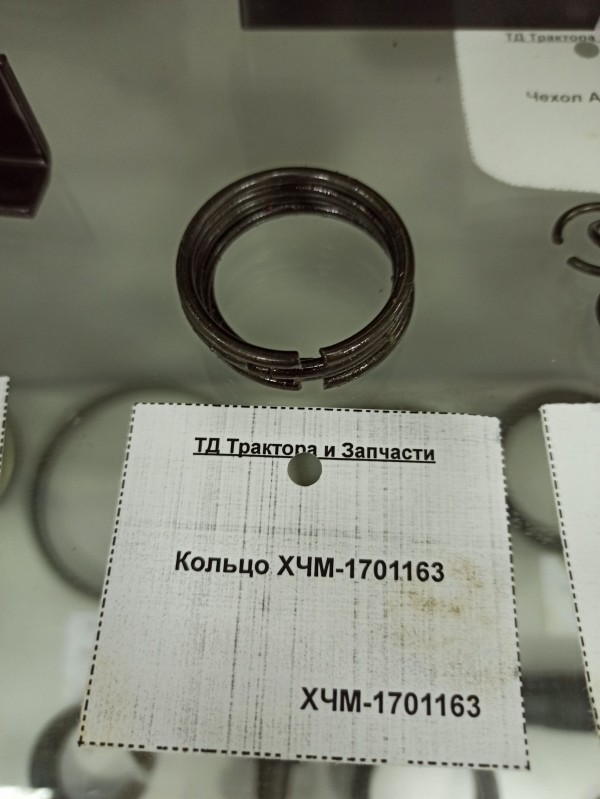 ТД Трактора
Чехол А
ТД Трактора и Запчасти
Кольцо ХЧМ-1701163
ХЧМ-1701163